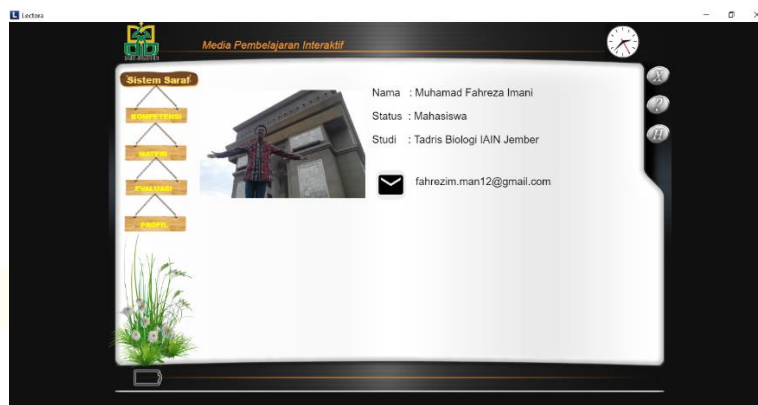 Lectora
Media Pembelajaran Interaktif
Sistem Saraf
KOMPETENSI
MATERI
EVALUASI
PROFIL
Nama : Muhamad Fahreza Imani
Status : Mahasiswa
Studi : Tadris Biologi IAIN Jember
fahrezim.man12@gmail.com
X
?
H